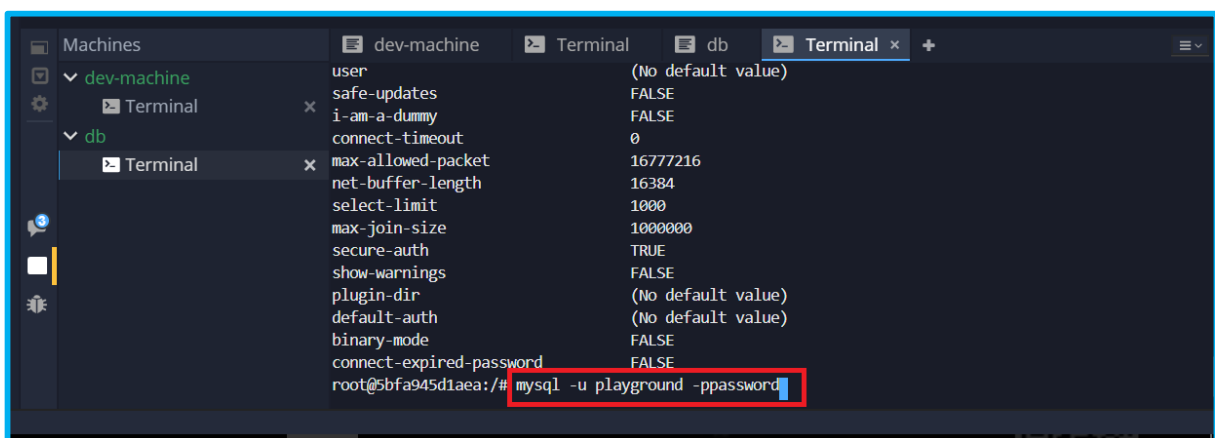 Machines
dev-machine Terminal db Terminal × +
dev-machine
Terminal ×
db
Terminal ×
3
user (No default value)
safe-updates FALSE
i-am-a-dummy FALSE
connect-timeout 0
max-allowed-packet 16777216
net-buffer-length 16384
select-limit 1000
max-join-size 1000000
secure-auth TRUE
show-warnings FALSE
plugin-dir (No default value)
default-auth (No default value)
binary-mode FALSE
connect-expired-password FALSE
root@5bfa945d1aea:/# mysql -u playground -ppassword